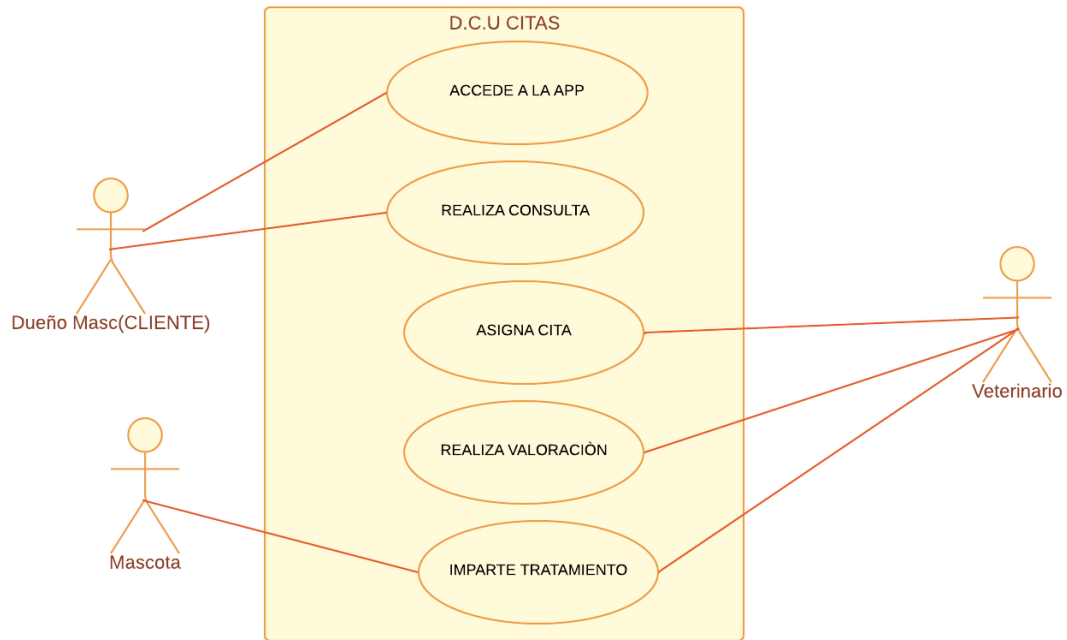 D.C.U CITAS
ACCEDE A LA APP
REALIZA CONSULTA
Dueño Masc(CLIENTE)
ASIGNA CITA
Veterinario
REALIZA VALORACIÒN
Mascota
IMPARTE TRATAMIENTO